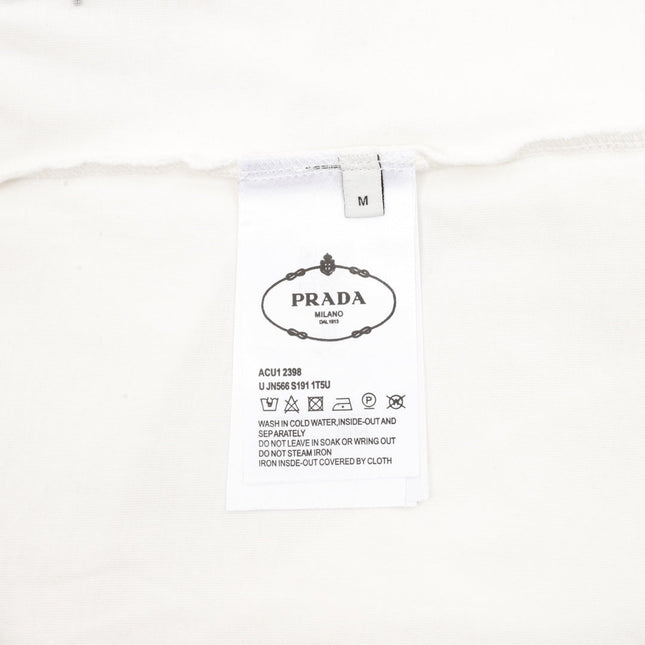 M
PRADA
MILANO
DAL 1913
ACU1 2398
U JN566 S191 1T5U
P
W
WASH IN COLD WATER,INSIDE-OUT AND
SEPARATELY
DO NOT LEAVE IN SOAK OR WRING OUT
DO NOT STEAM IRON
IRON INSDE-OUT COVERED BY CLOTH